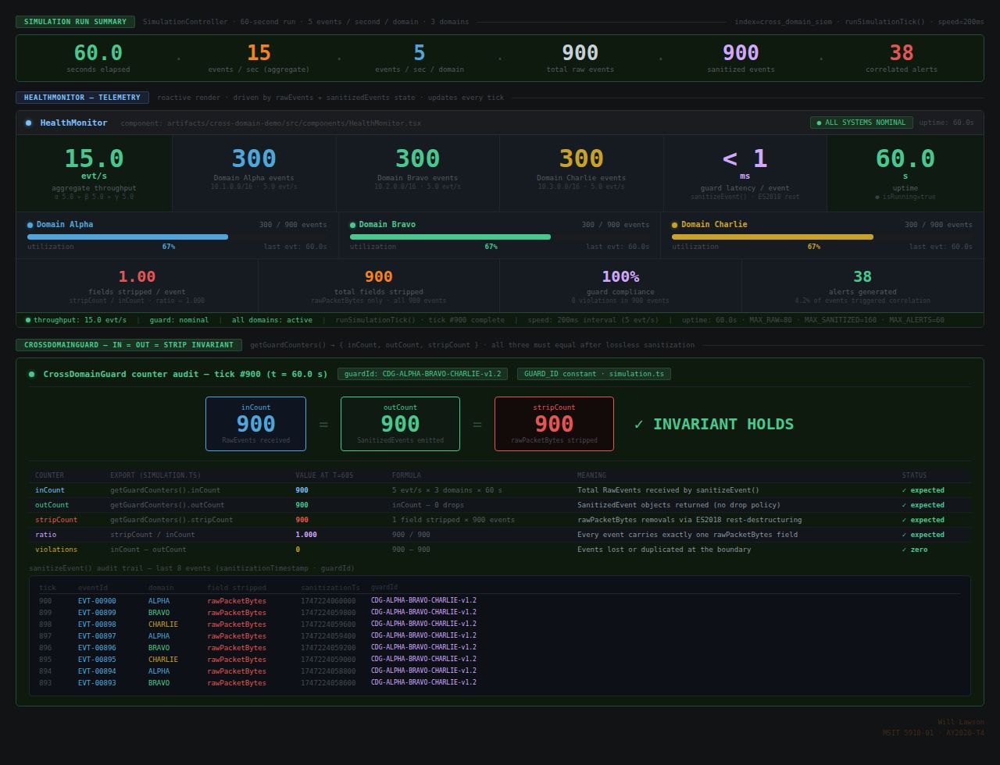 SIMULATION RUN SUMMARY SimulationController · 60-second run · 5 events / second / domain · 3 domains index=cross_domain_siem · runSimulationTick() · speed=200ms
60.0 · 15 · 5 · 900 · 900 · 38
seconds elapsed events / sec (aggregate) events / sec / domain total raw events sanitized events correlated alerts
HEALTHMONITOR — TELEMETRY reactive render · driven by rawEvents + sanitizedEvents state · updates every tick
HealthMonitor component: artifacts/cross-domain-demo/src/components/HealthMonitor.tsx ● ALL SYSTEMS NOMINAL uptime: 60.0s
15.0 300 300 300 < 1 60.0
evt/s ms s
aggregate throughput Domain Alpha events Domain Bravo events Domain Charlie events guard latency / event uptime
α 5.0 + β 5.0 + γ 5.0 10.1.0.0/16 · 5.0 evt/s 10.2.0.0/16 · 5.0 evt/s 10.3.0.0/16 · 5.0 evt/s sanitizeEvent() · ES2018 rest ● isRunning=true
Domain Alpha 300 / 900 events Domain Bravo 300 / 900 events Domain Charlie 300 / 900 events
utilization 67% last evt: 60.0s utilization 67% last evt: 60.0s utilization 67% last evt: 60.0s
1.00 900 100% 38
fields stripped / event total fields stripped guard compliance alerts generated
stripCount / inCount · ratio = 1.000 rawPacketBytes only · all 900 events 0 violations in 900 events 4.2% of events triggered correlation
throughput: 15.0 evt/s | guard: nominal | all domains: active | runSimulationTick() · tick #900 complete | speed: 200ms interval (5 evt/s) | uptime: 60.0s · MAX_RAW=80 · MAX_SANITIZED=160 · MAX_ALERTS=60
CROSSDOMAINGUARD — IN = OUT = STRIP INVARIANT getGuardCounters() → { inCount, outCount, stripCount } · all three must equal after lossless sanitization
CrossDomainGuard counter audit — tick #900 (t = 60.0 s) guardId: CDG-ALPHA-BRAVO-CHARLIE-v1.2 GUARD_ID constant · simulation.ts
inCount outCount stripCount
900 = 900 = 900 ✓ INVARIANT HOLDS
RawEvents received SanitizedEvents emitted rawPacketBytes stripped
COUNTER EXPORT (SIMULATION.TS) VALUE AT T=60S FORMULA MEANING STATUS
inCount getGuardCounters().inCount 900 5 evt/s × 3 domains × 60 s Total RawEvents received by sanitizeEvent() ✓ expected
outCount getGuardCounters().outCount 900 inCount — 0 drops SanitizedEvent objects returned (no drop policy) ✓ expected
stripCount getGuardCounters().stripCount 900 1 field stripped × 900 events rawPacketBytes removals via ES2018 rest-destructuring ✓ expected
ratio stripCount / inCount 1.000 900 / 900 Every event carries exactly one rawPacketBytes field ✓ expected
violations inCount — outCount 0 900 — 900 Events lost or duplicated at the boundary ✓ zero
sanitizeEvent() audit trail — last 8 events (sanitizationTimestamp · guardId)
tick eventId domain field stripped sanitizationTs guardId
900 EVT-00900 ALPHA rawPacketBytes 1747224060000 CDG-ALPHA-BRAVO-CHARLIE-v1.2
899 EVT-00899 BRAVO rawPacketBytes 1747224059800 CDG-ALPHA-BRAVO-CHARLIE-v1.2
898 EVT-00898 CHARLIE rawPacketBytes 1747224059600 CDG-ALPHA-BRAVO-CHARLIE-v1.2
897 EVT-00897 ALPHA rawPacketBytes 1747224059400 CDG-ALPHA-BRAVO-CHARLIE-v1.2
896 EVT-00896 BRAVO rawPacketBytes 1747224059200 CDG-ALPHA-BRAVO-CHARLIE-v1.2
895 EVT-00895 CHARLIE rawPacketBytes 1747224059000 CDG-ALPHA-BRAVO-CHARLIE-v1.2
894 EVT-00894 ALPHA rawPacketBytes 1747224058800 CDG-ALPHA-BRAVO-CHARLIE-v1.2
893 EVT-00893 BRAVO rawPacketBytes 1747224058600 CDG-ALPHA-BRAVO-CHARLIE-v1.2
Will Lawson
MSIT 5910-01 · AY2026-T4